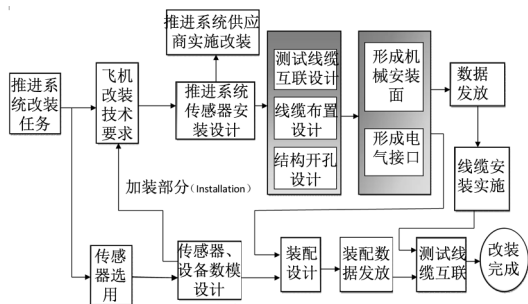 推进系统供应
商实施改装
推进系
统改装
任务
飞机
改装
技术
要求
推进系统
传感器安
装设计
测试线缆
互联设计
线缆布置
设计
结构开孔
设计
形成机
械安装
面
形成电
气接口
数据
发放
线缆安
装实施
加装部分（Installation）
传感
器选
用
传感器、
设备数模
设计
装配
设计
装配数
据发放
测试线
缆互联
改装
完成